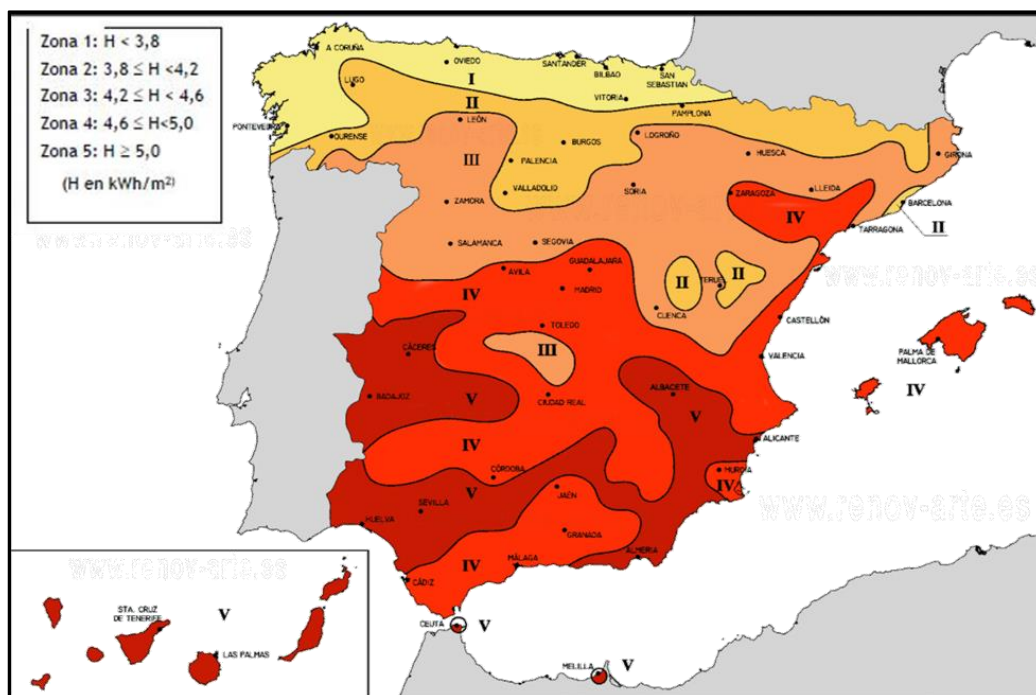 Zona 1: H < 3,8
Zona 2: 3,8 ≤ H <4,2
Zona 3: 4,2 ≤ H < 4,6
Zona 4: 4,6 ≤ H<5,0
Zona 5: H ≥ 5,0
(H en kWh/m²)
A CORUÑA
OVIEDO
SANTANDER
BILBAO
SAN
SEBASTIAN
LUGO
I
VITORIA
II
PAMPLONA
PONTEVEDRA
OURENSE
LEÓN
LOGROÑO
BURGOS
III
PALENCIA
HUESCA
GIRONA
VALLADOLID
SORIA
ZARAGOZA
LLEIDA
ZAMORA
IV
BARCELONA
II
TARRAGONA
SALAMANCA
SEGOVIA
www.renov-arte.es
www.renov-arte.es
AVILA
GUADALAJARA
IV
MADRID
II
TERUEL
II
CUENCA
CASTELLÓN
TOLEDO
III
CÁCERES
VALENCIA
PALMA DE
MALLORCA
IV
BADAJOZ
V
CIUDAD REAL
ALBACETE
V
ALICANTE
IV
CÓRDOBA
MURCIA
IV
V
JAÉN
SEVILLA
www.renov-arte.es
HUELVA
GRANADA
ALMERIA
IV
MÁLAGA
CÁDIZ
www.renov-arte.es
STA. CRUZ
DE TENERIFE
V
CEUTA
V
LAS PALMAS
MELILLA
V